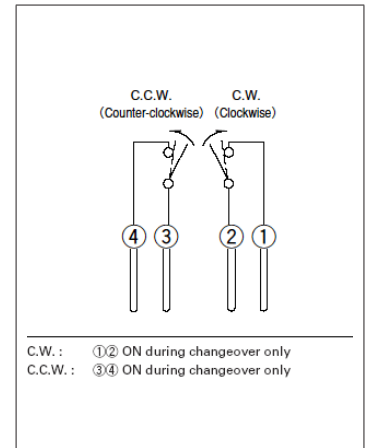 C.C.W. C.W.
(Counter-clockwise) (Clockwise)
④ ③ ② ①
C.W. : ①② ON during changeover only
C.C.W. : ③④ ON during changeover only